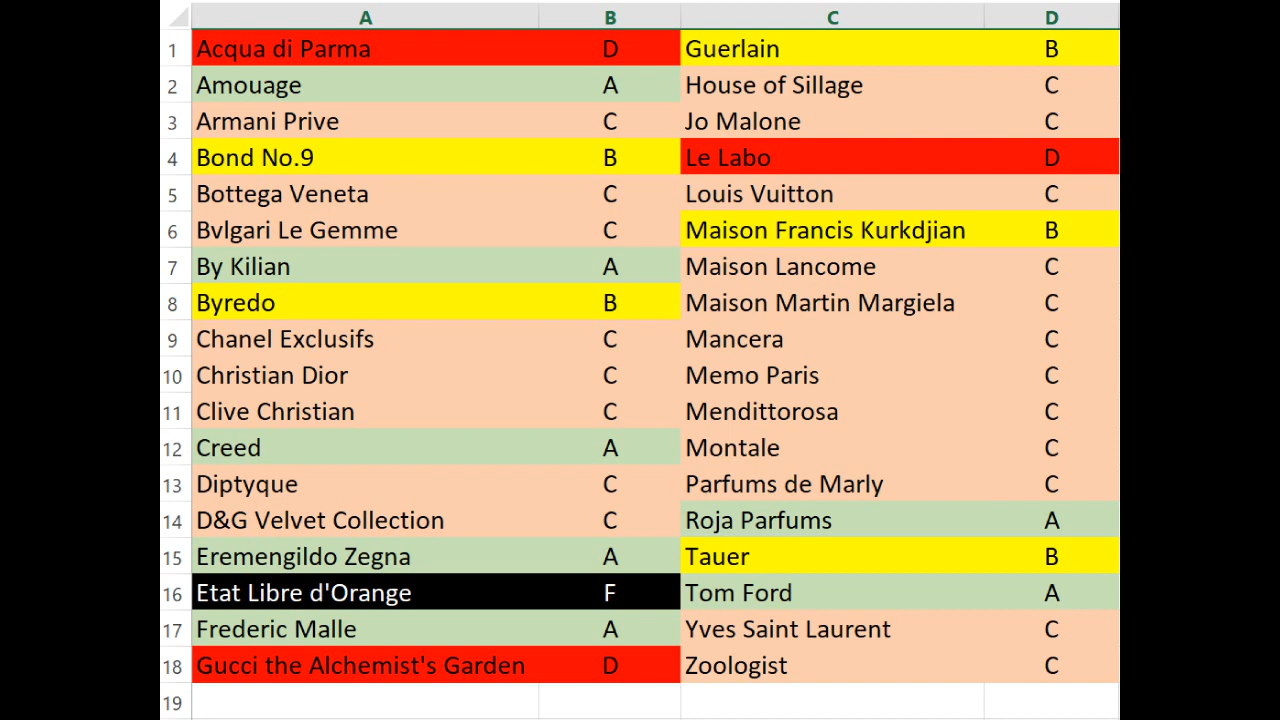 A B C D
1 Acqua di Parma D Guerlain B
2 Amouage A House of Sillage C
3 Armani Prive C Jo Malone C
4 Bond No.9 B Le Labo D
5 Bottega Veneta C Louis Vuitton C
6 Bvlgari Le Gemme C Maison Francis Kurkdjian B
7 By Kilian A Maison Lancome C
8 Byredo B Maison Martin Margiela C
9 Chanel Exclusifs C Mancera C
10 Christian Dior C Memo Paris C
11 Clive Christian C Mendittorosa C
12 Creed A Montale C
13 Diptyque C Parfums de Marly C
14 D&G Velvet Collection C Roja Parfums A
15 Eremengildo Zegna A Tauer B
16 Etat Libre d'Orange F Tom Ford A
17 Frederic Malle A Yves Saint Laurent C
18 Gucci the Alchemist's Garden D Zoologist C
19